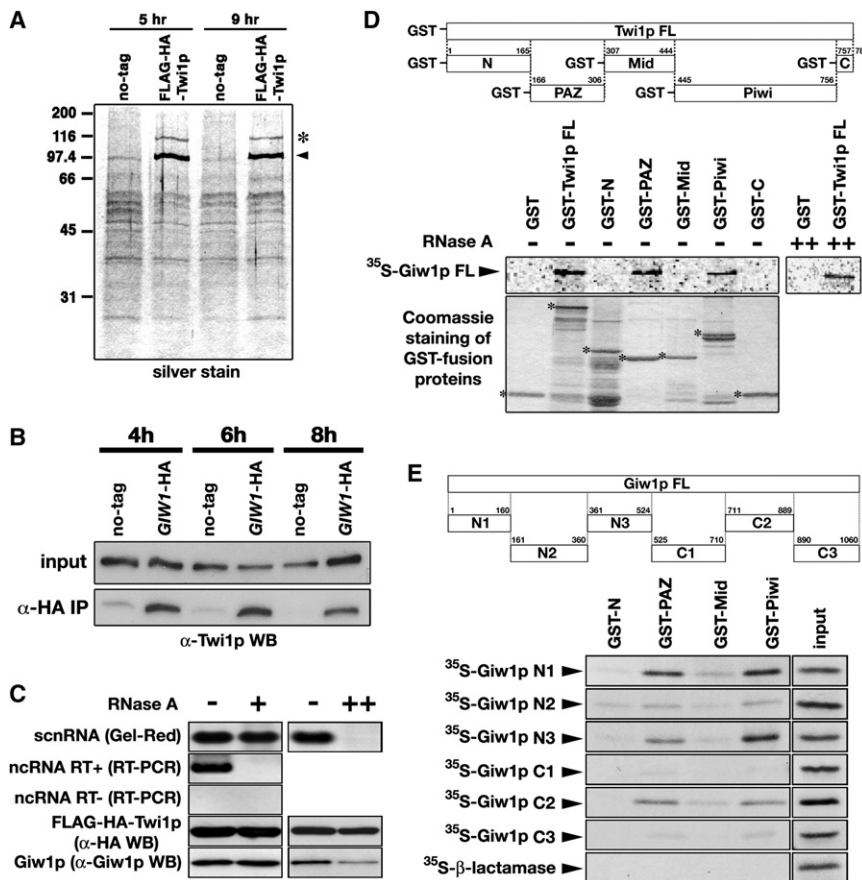 A
5 hr
9 hr
no-tag
FLAG-HA
-Twi1p
no-tag
FLAG-HA
-Twi1p
200
116
97.4
66
45
31
*
silver stain
B
4h
6h
8h
no-tag
GIW1-HA
no-tag
GIW1-HA
no-tag
GIW1-HA
input
α-HA IP
α-Twi1p WB
C
RNase A
-
+
-
++
scnRNA (Gel-Red)
ncRNA RT+ (RT-PCR)
ncRNA RT- (RT-PCR)
FLAG-HA-Twi1p
(α-HA WB)
Giw1p (α-Giw1p WB)
D
GST
Twi1p FL
1
165
307
444
757
GST
N
GST
Mid
GST
C
166
306
445
756
GST
PAZ
GST
Piwi
GST
GST-Twi1p FL
GST-N
GST-PAZ
GST-Mid
GST-Piwi
GST-C
GST
GST-Twi1p FL
RNase A
- - - - - - -
++ ++
³⁵S-Giw1p FL
Coomassie
staining of
GST-fusion
proteins
* * * * * * *
E
Giw1p FL
1
160
361
524
711
889
N1
N3
C2
161
360
525
710
890
1060
N2
C1
C3
GST-N
GST-PAZ
GST-Mid
GST-Piwi
input
³⁵S-Giw1p N1
³⁵S-Giw1p N2
³⁵S-Giw1p N3
³⁵S-Giw1p C1
³⁵S-Giw1p C2
³⁵S-Giw1p C3
³⁵S-β-lactamase